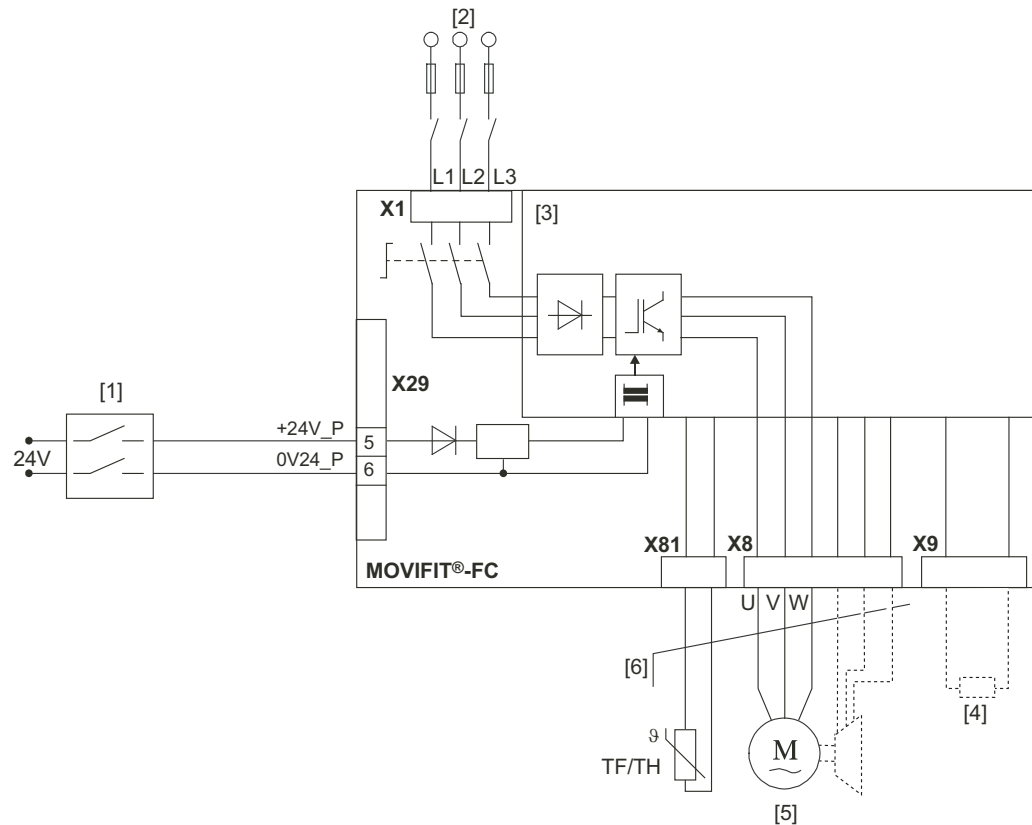 [2]
L1 L2 L3
X1
[3]
X29
[1]
24V
+24V_P
5
0V24_P
6
MOVIFIT®-FC
X81
X8
X9
U V W
[6]
[4]
ϑ
TF/TH
M
[5]